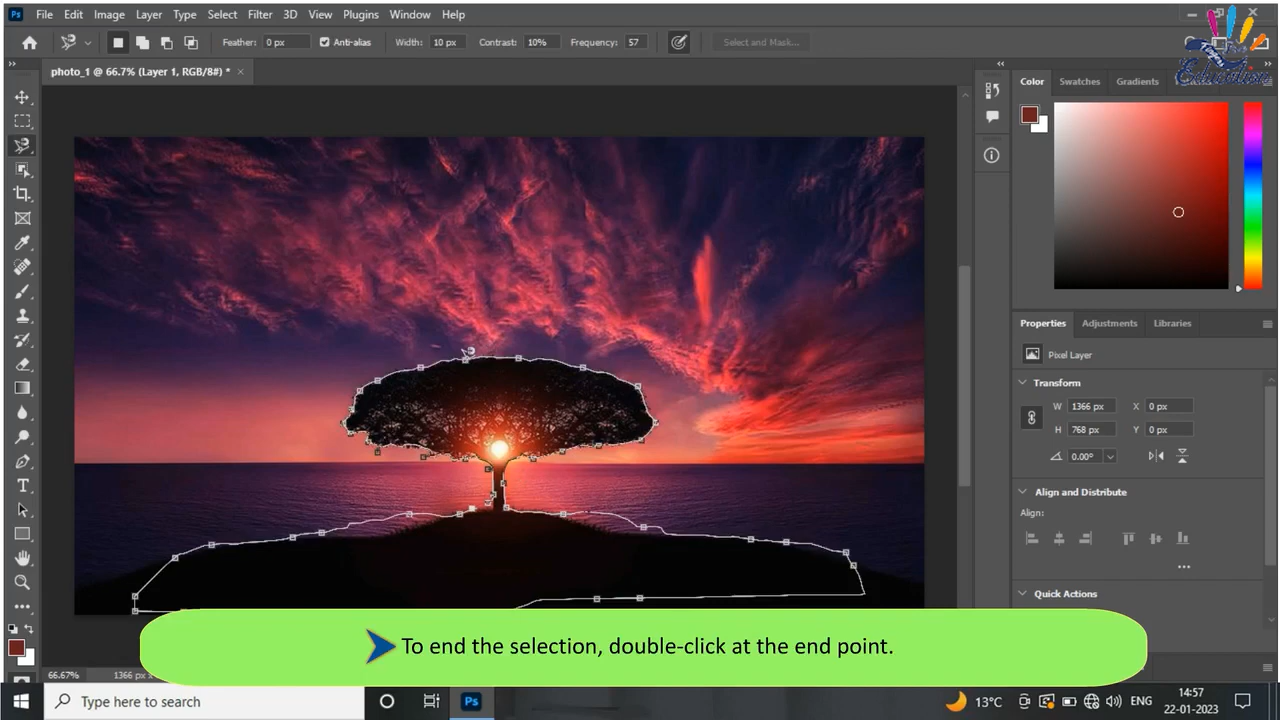 Ps File Edit Image Layer Type Select Filter 3D View Plugins Window Help
Feather: 0 px Anti-alias Width: 10 px Contrast: 10% Frequency: 57 Select and Mask...
photo_1 @ 66.7% (Layer 1, RGB/8#) * ×
Color Swatches Gradients
Education
Properties Adjustments Libraries
Pixel Layer
Transform
W 1366 px X 0 px
H 768 px Y 0 px
0.00°
Align and Distribute
Align:
Quick Actions
To end the selection, double-click at the end point.
66.67% 1366 px
Type here to search
Ps
13°C
ENG
14:57
22-01-2023